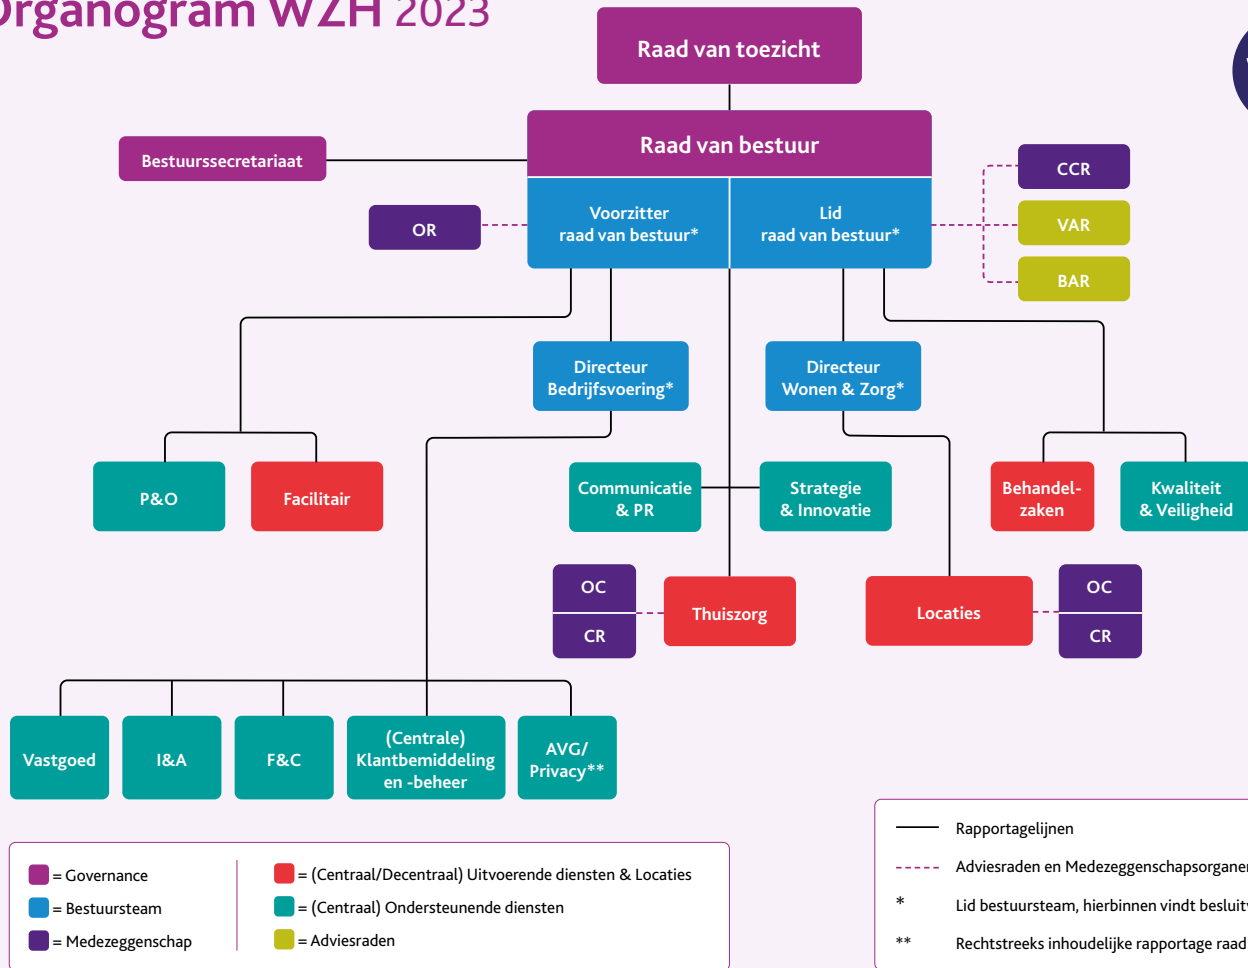 Organogram WZH 2023
Raad van toezicht
Raad van bestuur
Bestuurssecretariaat
CCR
Voorzitter
raad van bestuur*
Lid
raad van bestuur*
OR
VAR
BAR
Directeur
Bedrijfsvoering*
Directeur
Wonen & Zorg*
P&O
Facilitair
Communicatie
& PR
Strategie
& Innovatie
Behandel-
zaken
Kwaliteit
& Veiligheid
OC
CR
Thuiszorg
Locaties
OC
CR
Vastgoed
I&A
F&C
(Centrale)
Klantbemiddeling
en -beheer
AVG/
Privacy**
= Governance
= Bestuursteam
= Medezeggenschap
= (Centraal/Decentraal) Uitvoerende diensten & Locaties
= (Centraal) Ondersteunende diensten
= Adviesraden
Rapportagelijnen
Adviesraden en Medezeggenschapsorganen
* Lid bestuursteam, hierbinnen vindt
** Rechtstreeks inhoudelijke rapportage raad